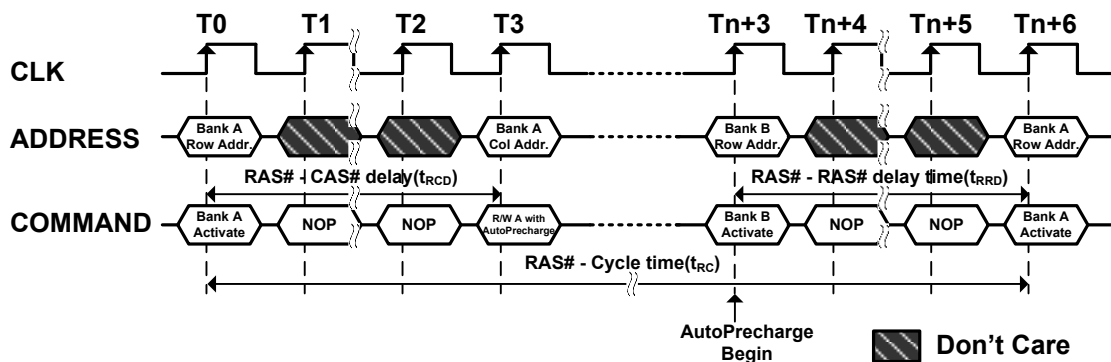 T0 T1 T2 T3 Tn+3 Tn+4 Tn+5 Tn+6
CLK
ADDRESS
Bank A
Row Addr.
Bank A
Col Addr.
Bank B
Row Addr.
Bank A
Row Addr.
RAS# - CAS# delay(tRCD)
RAS# - RAS# delay time(tRRD)
COMMAND
Bank A
Activate
NOP
NOP
R/W A with
AutoPrecharge
Bank B
Activate
NOP
NOP
Bank A
Activate
RAS# - Cycle time(tRC)
AutoPrecharge
Begin
Don't Care